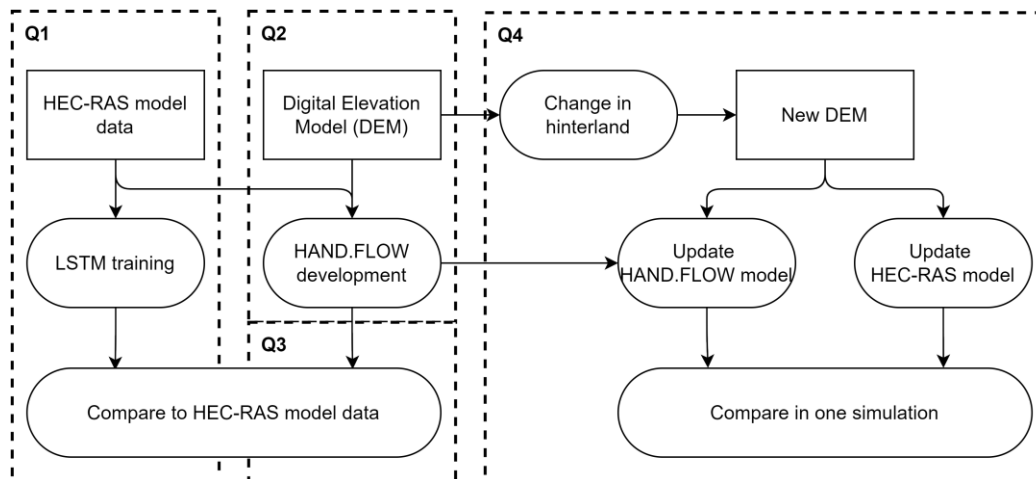 Q1
HEC-RAS model
data
LSTM training
Q2
Digital Elevation
Model (DEM)
HAND.FLOW
development
Q3
Compare to HEC-RAS model data
Q4
Change in
hinterland
New DEM
Update
HAND.FLOW model
Update
HEC-RAS model
Compare in one simulation